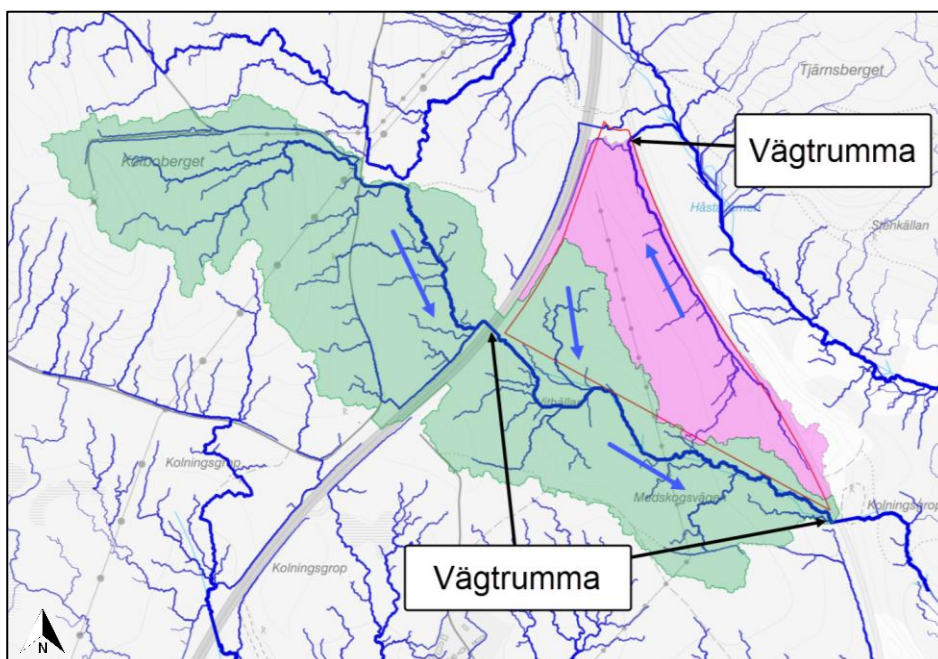 Tjärnsberget
Vägtrumma
Kolboberget
Stenkällan
Medskogsvägen
Kolningsgrop
Kolningsgrop
Kolningsgrop
Vägtrumma
N